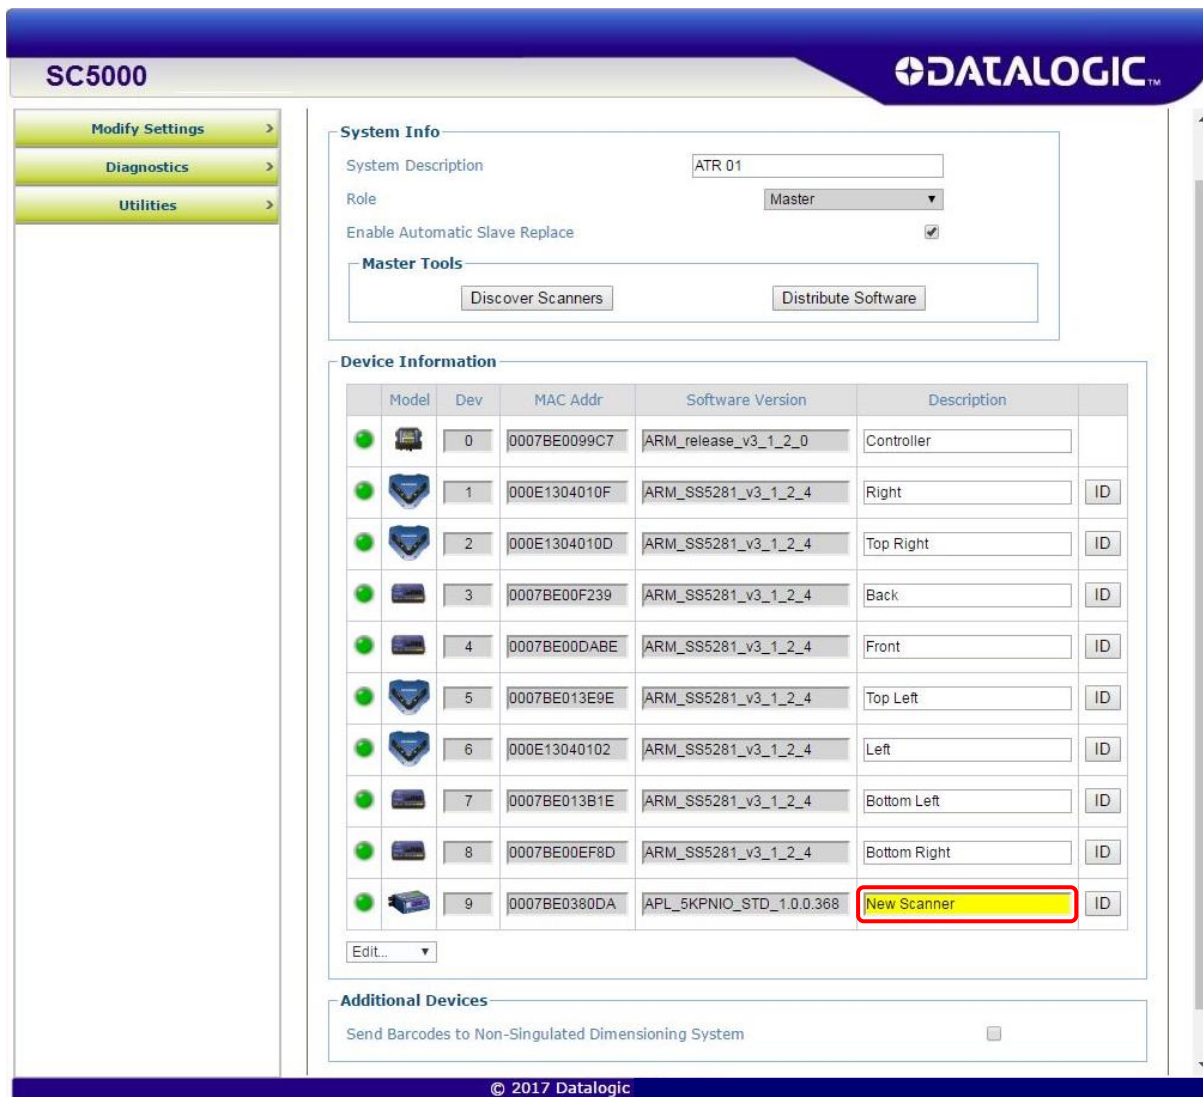 SC5000
DATALOGIC™
Modify Settings >
Diagnostics >
Utilities >
System Info
System Description ATR 01
Role Master
Enable Automatic Slave Replace
Master Tools
Discover Scanners Distribute Software
Device Information
Model Dev MAC Addr Software Version Description
0 0007BE0099C7 ARM_release_v3_1_2_0 Controller
1 000E1304010F ARM_SS5281_v3_1_2_4 Right ID
2 000E1304010D ARM_SS5281_v3_1_2_4 Top Right ID
3 0007BE00F239 ARM_SS5281_v3_1_2_4 Back ID
4 0007BE00DABE ARM_SS5281_v3_1_2_4 Front ID
5 0007BE013E9E ARM_SS5281_v3_1_2_4 Top Left ID
6 000E13040102 ARM_SS5281_v3_1_2_4 Left ID
7 0007BE013B1E ARM_SS5281_v3_1_2_4 Bottom Left ID
8 0007BE00EF8D ARM_SS5281_v3_1_2_4 Bottom Right ID
9 0007BE0380DA APL_5KPNIO_STD_1.0.0.368 New Scanner ID
Edit...
Additional Devices
Send Barcodes to Non-Singulated Dimensioning System
© 2017 Datalogic